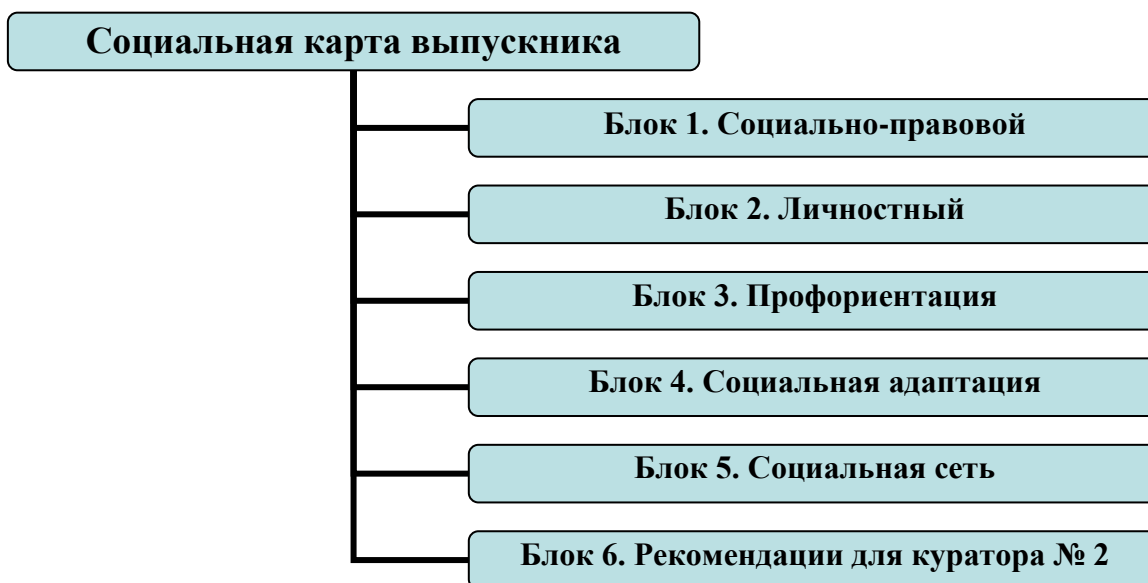 Социальная карта выпускника
Блок 1. Социально-правовой
Блок 2. Личностный
Блок 3. Профориентация
Блок 4. Социальная адаптация
Блок 5. Социальная сеть
Блок 6. Рекомендации для куратора № 2